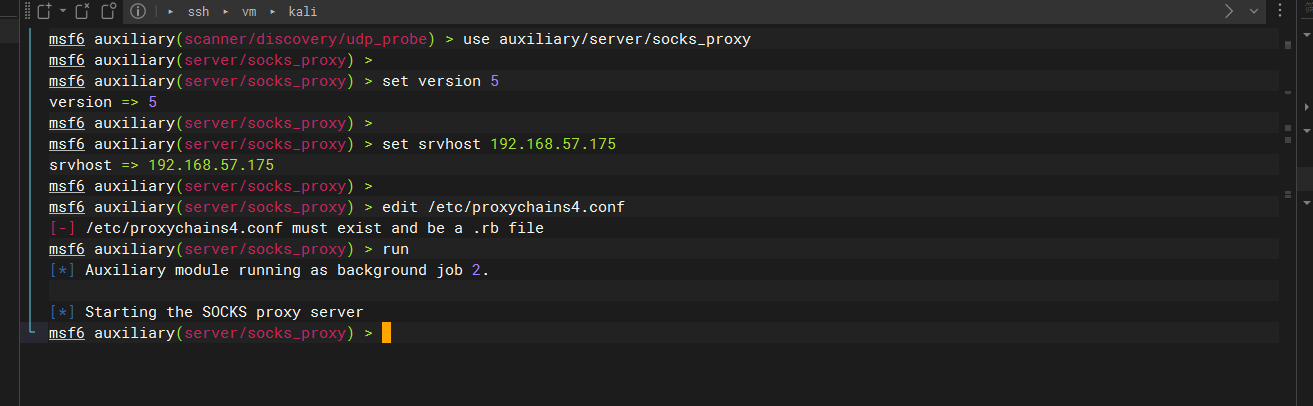 ssh ▸ vm ▸ kali
msf6 auxiliary(scanner/discovery/udp_probe) > use auxiliary/server/socks_proxy
msf6 auxiliary(server/socks_proxy) >
msf6 auxiliary(server/socks_proxy) > set version 5
version => 5
msf6 auxiliary(server/socks_proxy) >
msf6 auxiliary(server/socks_proxy) > set srvhost 192.168.57.175
srvhost => 192.168.57.175
msf6 auxiliary(server/socks_proxy) >
msf6 auxiliary(server/socks_proxy) > edit /etc/proxychains4.conf
[-] /etc/proxychains4.conf must exist and be a .rb file
msf6 auxiliary(server/socks_proxy) > run
[*] Auxiliary module running as background job 2.
[*] Starting the SOCKS proxy server
msf6 auxiliary(server/socks_proxy) >